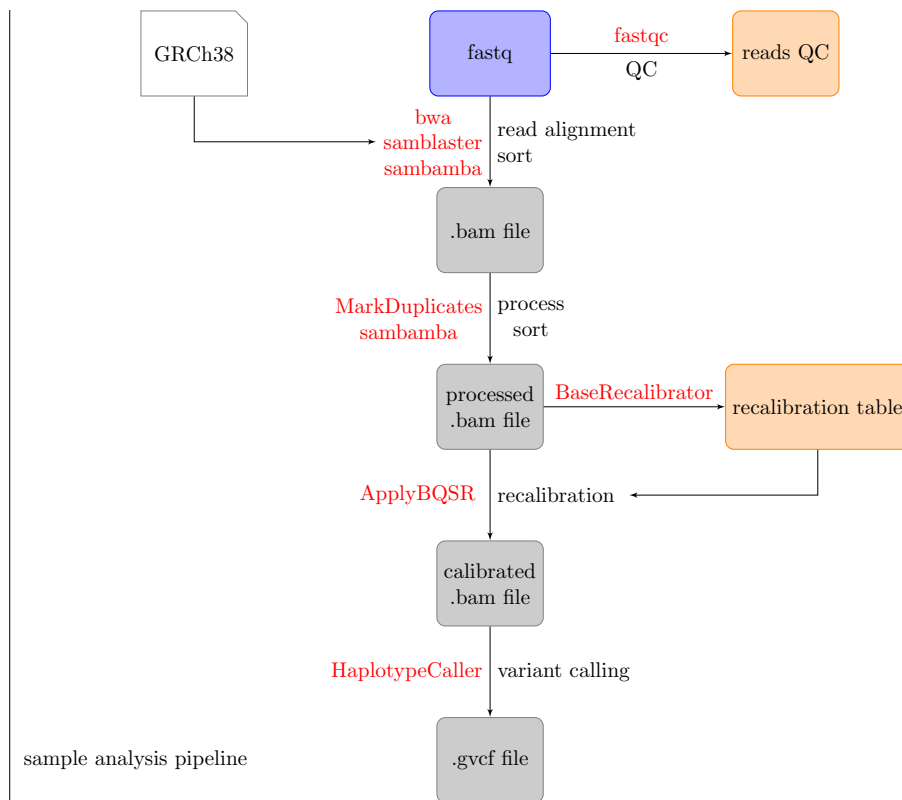 GRCh38
fastq
fastqc
QC
reads QC
bwa
samblaster
sambamba
read alignment
sort
.bam file
MarkDuplicates
sambamba
process
sort
processed
.bam file
BaseRecalibrator
recalibration table
ApplyBQSR
recalibration
calibrated
.bam file
HaplotypeCaller
variant calling
sample analysis pipeline
.gvcf file